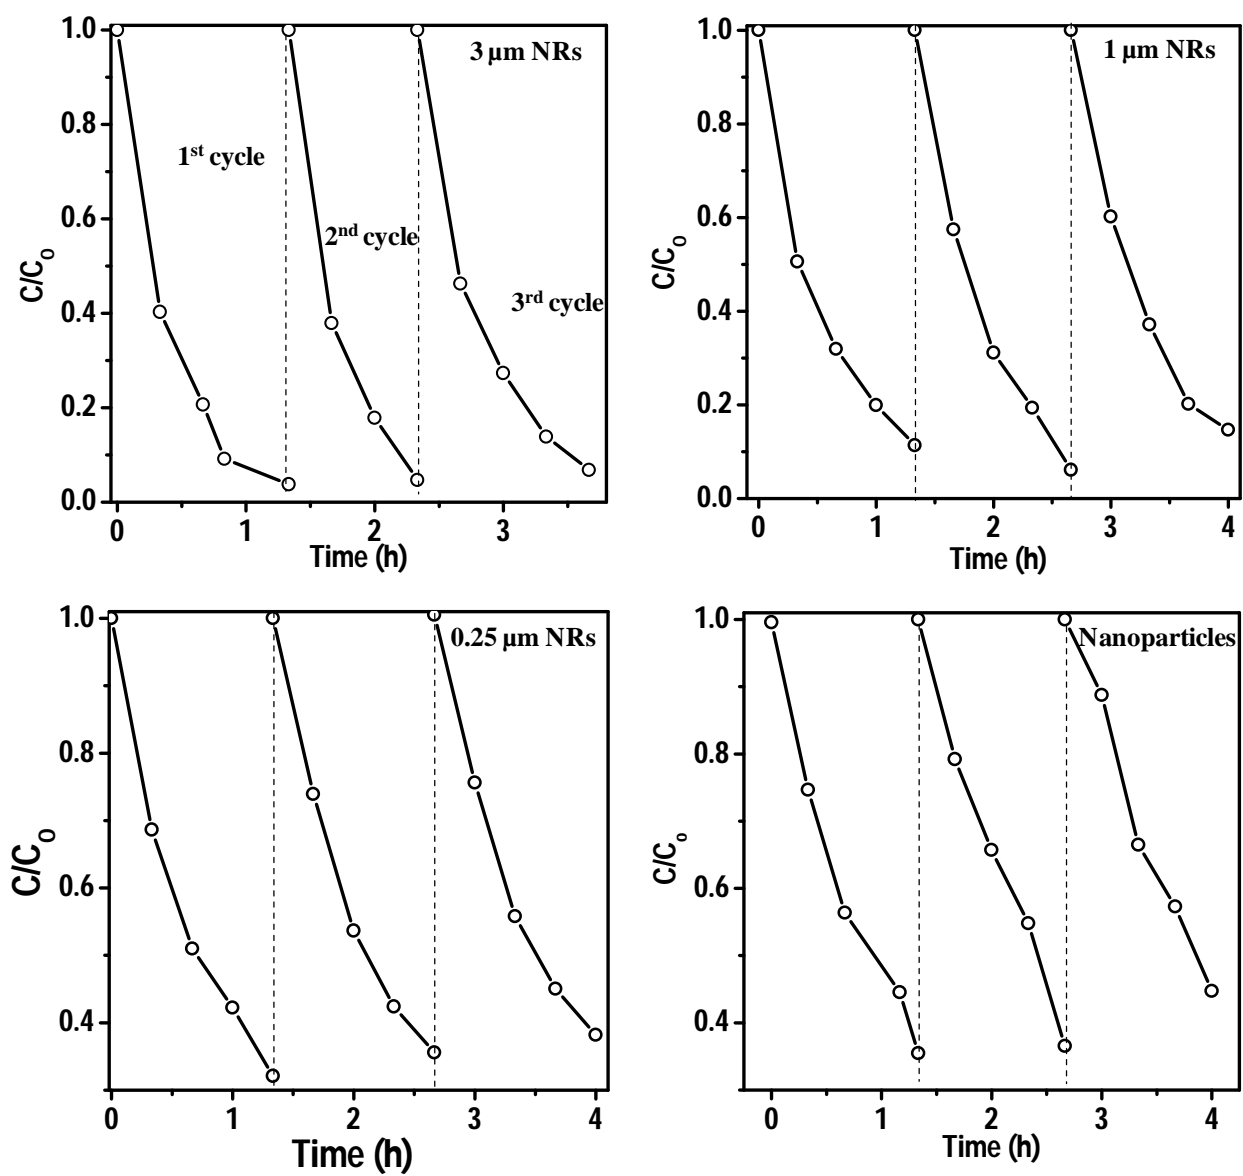 3 µm NRs
1st cycle
2nd cycle
3rd cycle
C/C0
1.0
0.8
0.6
0.4
0.2
0.0
0 1 2 3
Time (h)
1 µm NRs
C/C0
1.0
0.8
0.6
0.4
0.2
0.0
0 1 2 3 4
Time (h)
0.25 µm NRs
C/C0
1.0
0.8
0.6
0.4
0 1 2 3 4
Time (h)
Nanoparticles
C/C0
1.0
0.8
0.6
0.4
0 1 2 3 4
Time (h)